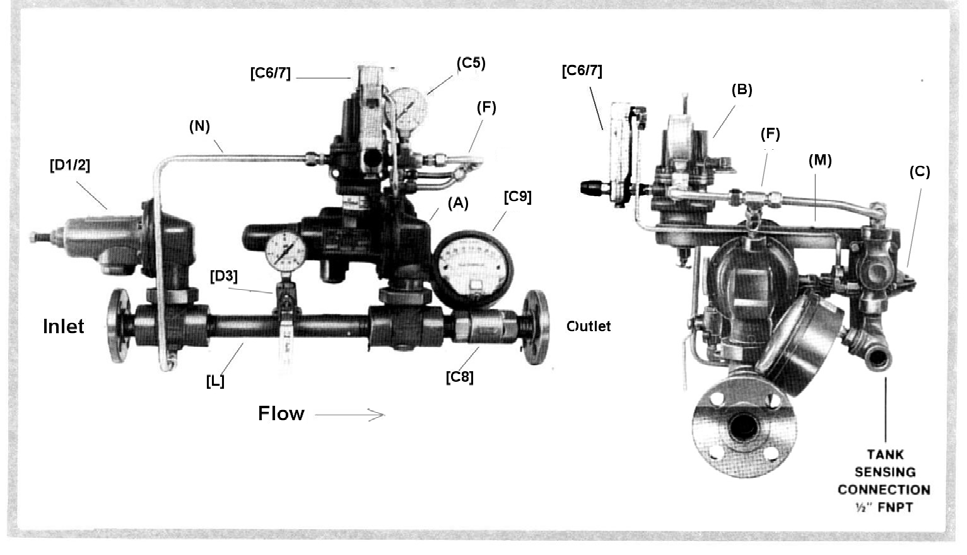 [C6/7]
(C5)
(F)
(N)
[D1/2]
(A)
[C9]
[D3]
Inlet
Outlet
[L]
[C8]
Flow
[C6/7]
(B)
(F)
(M)
(C)
TANK
SENSING
CONNECTION
½" FNPT